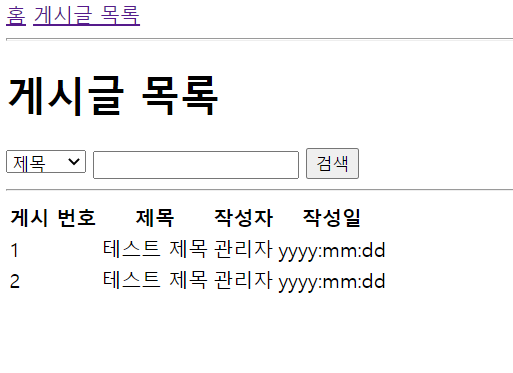 홈 게시글 목록
게시글 목록
제목 검색
게시 번호 제목 작성자 작성일
1 테스트 제목 관리자 yyyy:mm:dd
2 테스트 제목 관리자 yyyy:mm:dd